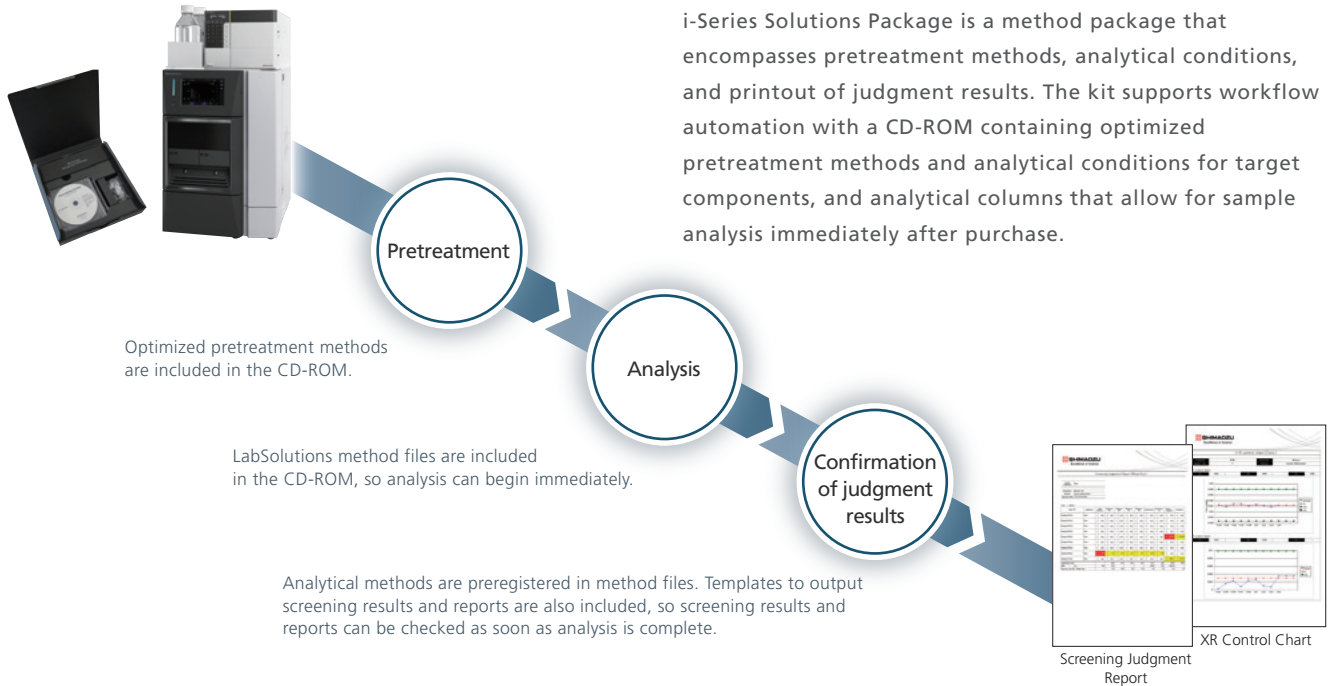 i-Series Solutions Package is a method package that
encompasses pretreatment methods, analytical conditions,
and printout of judgment results. The kit supports workflow
automation with a CD-ROM containing optimized
pretreatment methods and analytical conditions for target
components, and analytical columns that allow for sample
analysis immediately after purchase.
Pretreatment
Optimized pretreatment methods
are included in the CD-ROM.
Analysis
LabSolutions method files are included
in the CD-ROM, so analysis can begin immediately.
Confirmation
of judgment
results
Analytical methods are preregistered in method files. Templates to output
screening results and reports are also included, so screening results and
reports can be checked as soon as analysis is complete.
SHIMADZU
SHIMADZU
XR Control Chart
Screening Judgment
Report